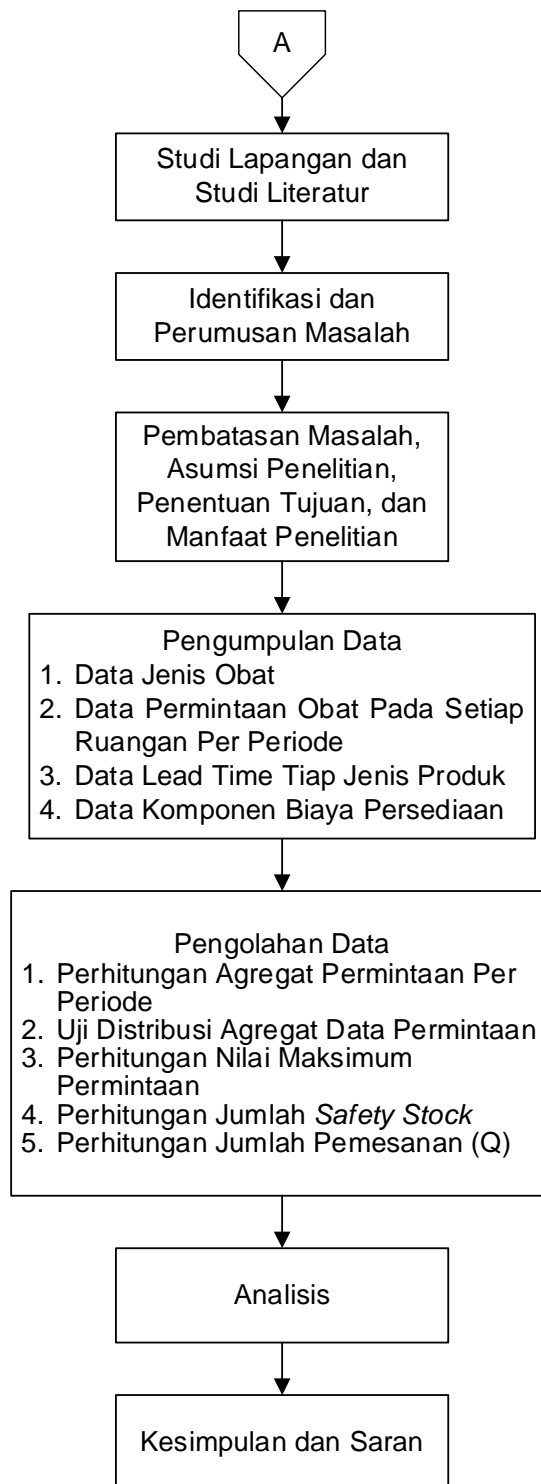 A
Studi Lapangan dan
Studi Literatur
Identifikasi dan
Perumusan Masalah
Pembatasan Masalah,
Asumsi Penelitian,
Penentuan Tujuan, dan
Manfaat Penelitian
Pengumpulan Data
1. Data Jenis Obat
2. Data Permintaan Obat Pada Setiap
Ruangan Per Periode
3. Data Lead Time Tiap Jenis Produk
4. Data Komponen Biaya Persediaan
Pengolahan Data
1. Perhitungan Agregat Permintaan Per
Periode
2. Uji Distribusi Agregat Data Permintaan
3. Perhitungan Nilai Maksimum
Permintaan
4. Perhitungan Jumlah Safety Stock
5. Perhitungan Jumlah Pemesanan (Q)
Analisis
Kesimpulan dan Saran